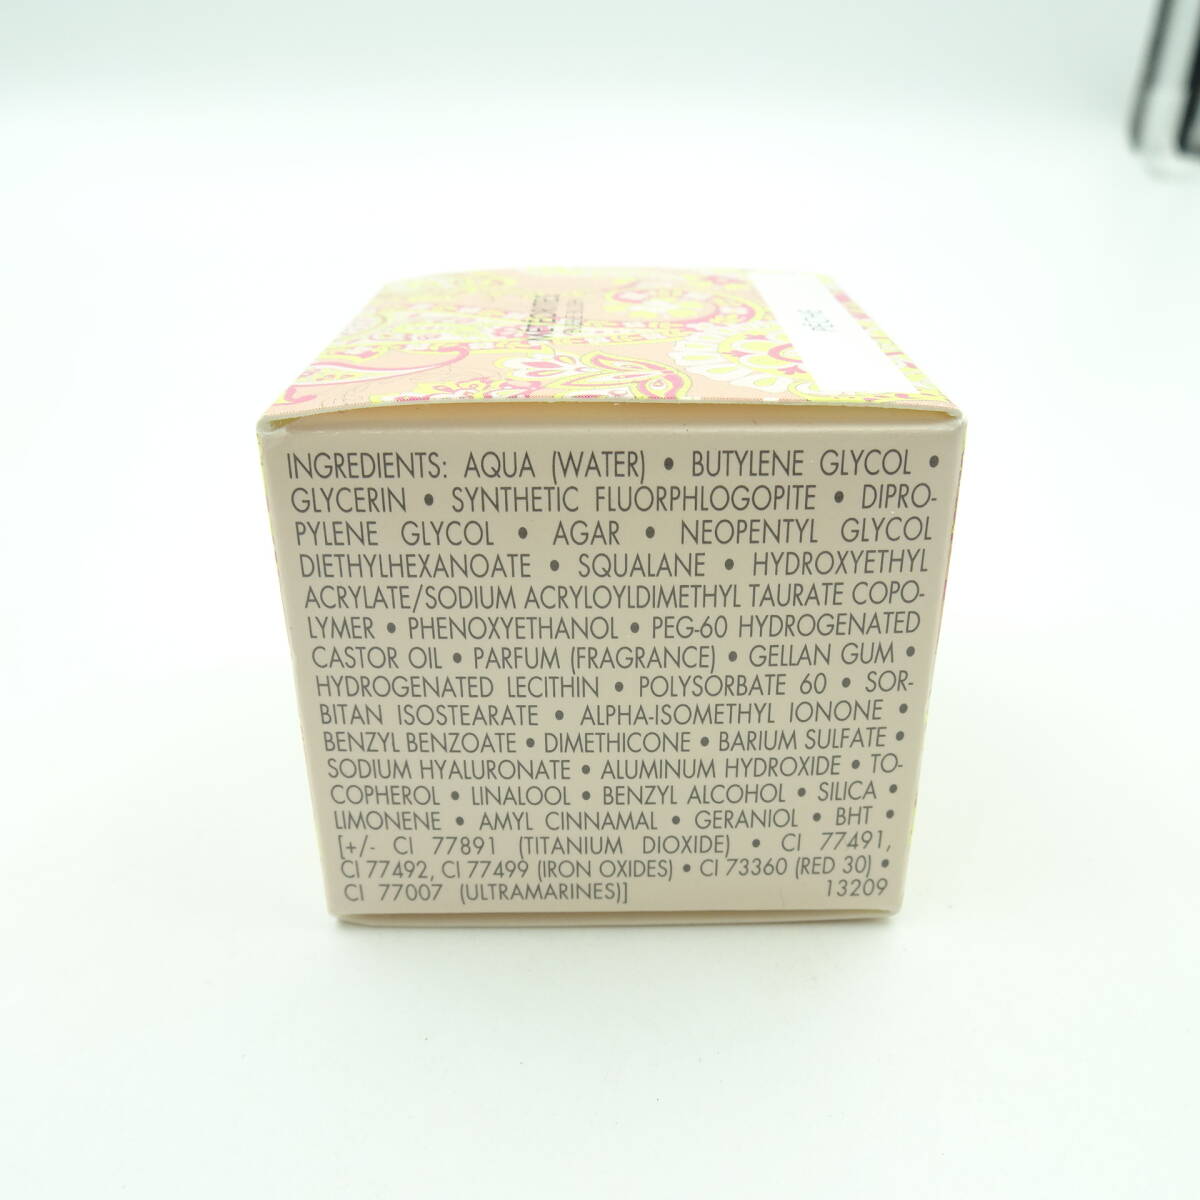 MÉTÉORITES
INGREDIENTS: AQUA (WATER) • BUTYLENE GLYCOL •
GLYCERIN • SYNTHETIC FLUORPHLOGOPITE • DIPRO-
PYLENE GLYCOL • AGAR • NEOPENTYL GLYCOL
DIETHYLHEXANOATE • SQUALANE • HYDROXYETHYL
ACRYLATE/SODIUM ACRYLOYLDIMETHYL TAURATE COPO-
LYMER • PHENOXYETHANOL • PEG-60 HYDROGENATED
CASTOR OIL • PARFUM (FRAGRANCE) • GELLAN GUM •
HYDROGENATED LECITHIN • POLYSORBATE 60 • SOR-
BITAN ISOSTEARATE • ALPHA-ISOMETHYL IONONE •
BENZYL BENZOATE • DIMETHICONE • BARIUM SULFATE •
SODIUM HYALURONATE • ALUMINUM HYDROXIDE • TO-
COPHEROL • LINALOOL • BENZYL ALCOHOL • SILICA •
LIMONENE • AMYL CINNAMAL • GERANIOL • BHT •
[+/- CI 77891 (TITANIUM DIOXIDE) • CI 77491,
CI 77492, CI 77499 (IRON OXIDES) • CI 73360 (RED 30) •
CI 77007 (ULTRAMARINES)] 13209